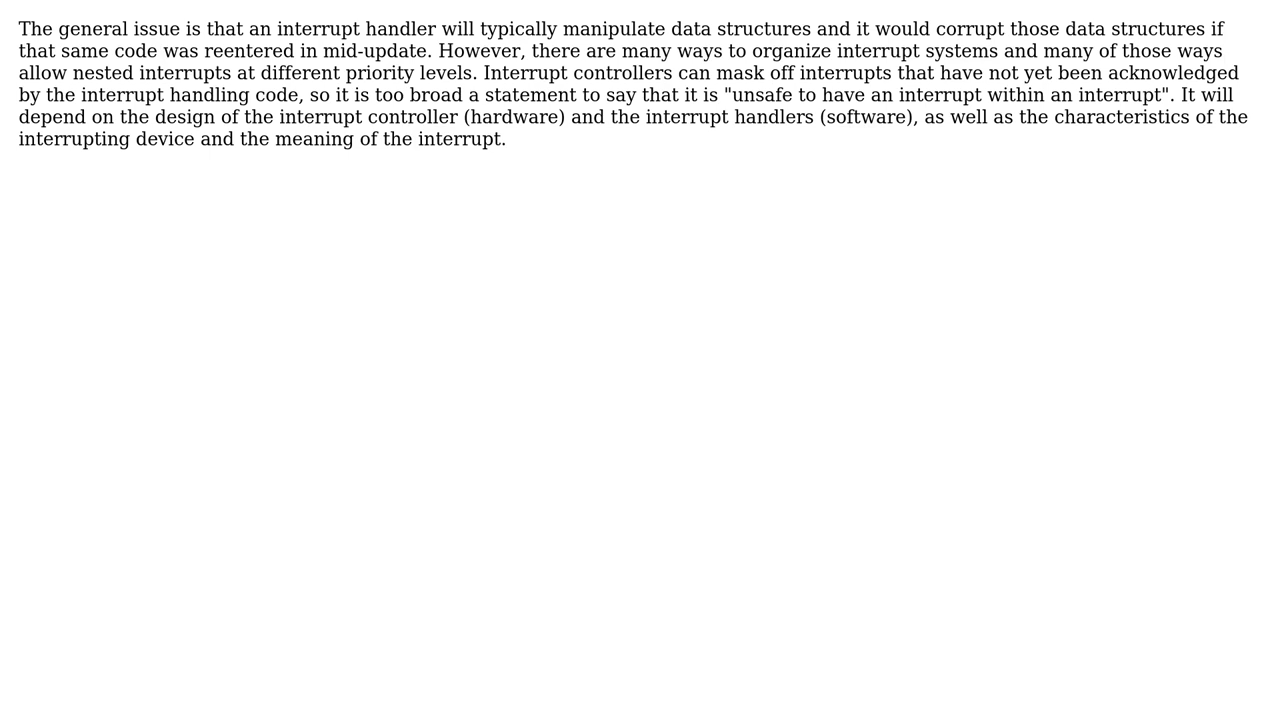 The general issue is that an interrupt handler will typically manipulate data structures and it would corrupt those data structures if
that same code was reentered in mid-update. However, there are many ways to organize interrupt systems and many of those ways
allow nested interrupts at different priority levels. Interrupt controllers can mask off interrupts that have not yet been acknowledged
by the interrupt handling code, so it is too broad a statement to say that it is "unsafe to have an interrupt within an interrupt". It will
depend on the design of the interrupt controller (hardware) and the interrupt handlers (software), as well as the characteristics of the
interrupting device and the meaning of the interrupt.